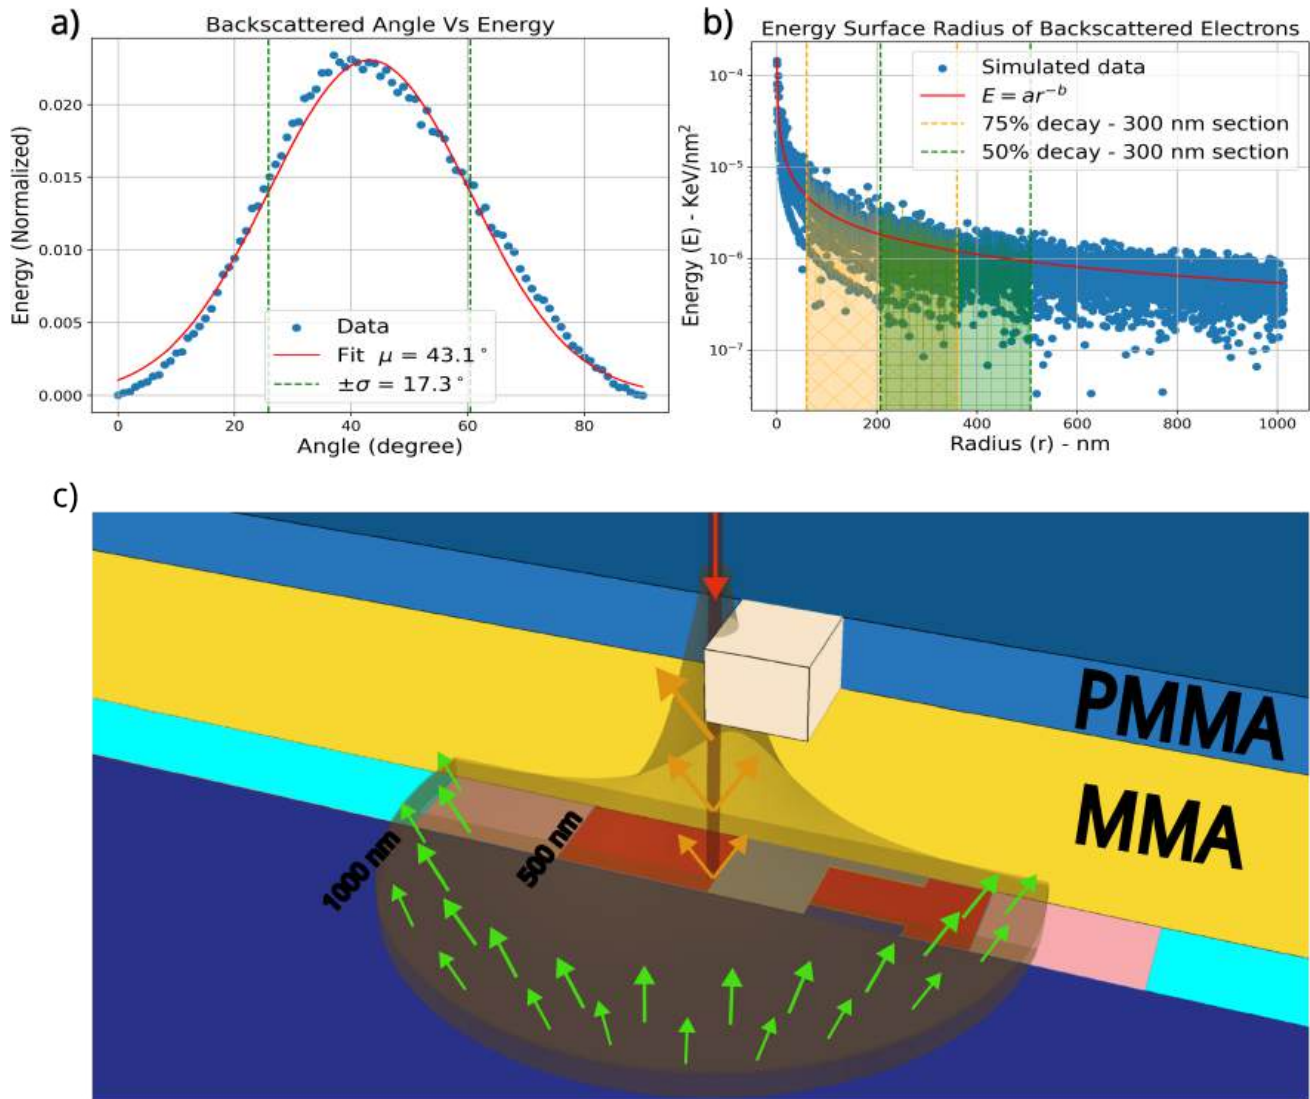 a)
Backscattered Angle Vs Energy
Energy (Normalized)
0.020
0.015
0.010
0.005
0.000
Data
Fit μ = 43.1°
±σ = 17.3°
0 20 40 60 80
Angle (degree)
b)
Energy Surface Radius of Backscattered Electrons
Energy (E) - KeV/nm²
10⁻⁴
10⁻⁵
10⁻⁶
10⁻⁷
Simulated data
E = ar⁻ᵇ
75% decay - 300 nm section
50% decay - 300 nm section
0 200 400 600 800 1000
Radius (r) - nm
c)
PMMA
MMA
500 nm
1000 nm